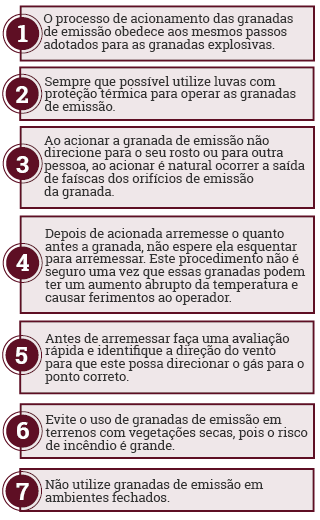 1
O processo de acionamento das granadas
de emissão obedece aos mesmos passos
adotados para as granadas explosivas.
2
Sempre que possível utilize luvas com
proteção térmica para operar as granadas
de emissão.
3
Ao acionar a granada de emissão não
direcione para o seu rosto ou para outra
pessoa, ao acionar é natural ocorrer a saída
de faíscas dos orifícios de emissão
da granada.
4
Depois de acionada arremesse o quanto
antes a granada, não espere ela esquentar
para arremessar. Este procedimento não é
seguro uma vez que essas granadas podem
ter um aumento abrupto da temperatura e
causar ferimentos ao operador.
5
Antes de arremessar faça uma avaliação
rápida e identifique a direção do vento
para que este possa direcionar o gás para o
ponto correto.
6
Evite o uso de granadas de emissão em
terrenos com vegetações secas, pois o risco
de incêndio é grande.
7
Não utilize granadas de emissão em
ambientes fechados.